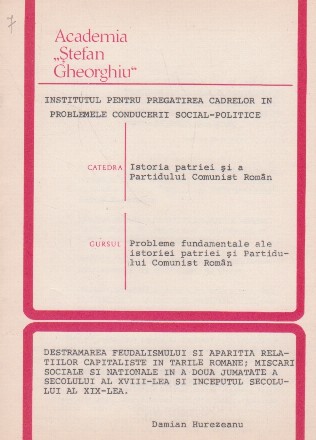 7
Academia
„Ştefan
Gheorghiu“
INSTITUTUL PENTRU PREGATIREA CADRELOR IN
PROBLEMELE CONDUCERII SOCIAL-POLITICE
CATEDRA Istoria patriei şi a
Partidului Comunist Român
CURSUL Probleme fundamentale ale
istoriei patriei şi Partidu-
lui Comunist Român
DESTRAMAREA FEUDALISMULUI SI APARITIA RELA-
TIILOR CAPITALISTE IN TARILE ROMANE; MISCARI
SOCIALE SI NATIONALE IN A DOUA JUMATATE A
SECOLULUI AL XVIII-LEA SI INCEPUTUL SECOLU-
LUI AL XIX-LEA.
Damian Hurezeanu